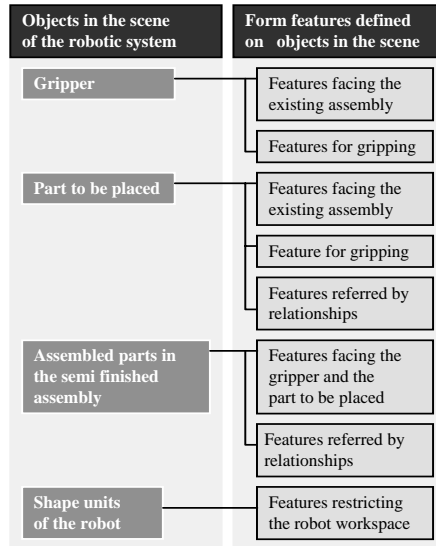 Objects in the scene
of the robotic system
Form features defined
on objects in the scene
Gripper
Features facing the
existing assembly
Features for gripping
Part to be placed
Features facing the
existing assembly
Feature for gripping
Features referred by
relationships
Assembled parts in
the semi finished
assembly
Features facing the
gripper and the
part to be placed
Features referred by
relationships
Shape units
of the robot
Features restricting
the robot workspace